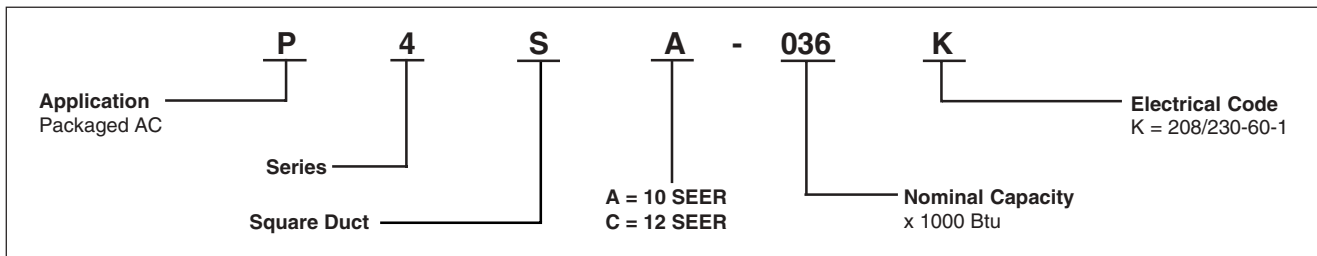 P 4 S A - 036 K
Application
Packaged AC
Series
Square Duct
A = 10 SEER
C = 12 SEER
Nominal Capacity
x 1000 Btu
Electrical Code
K = 208/230-60-1